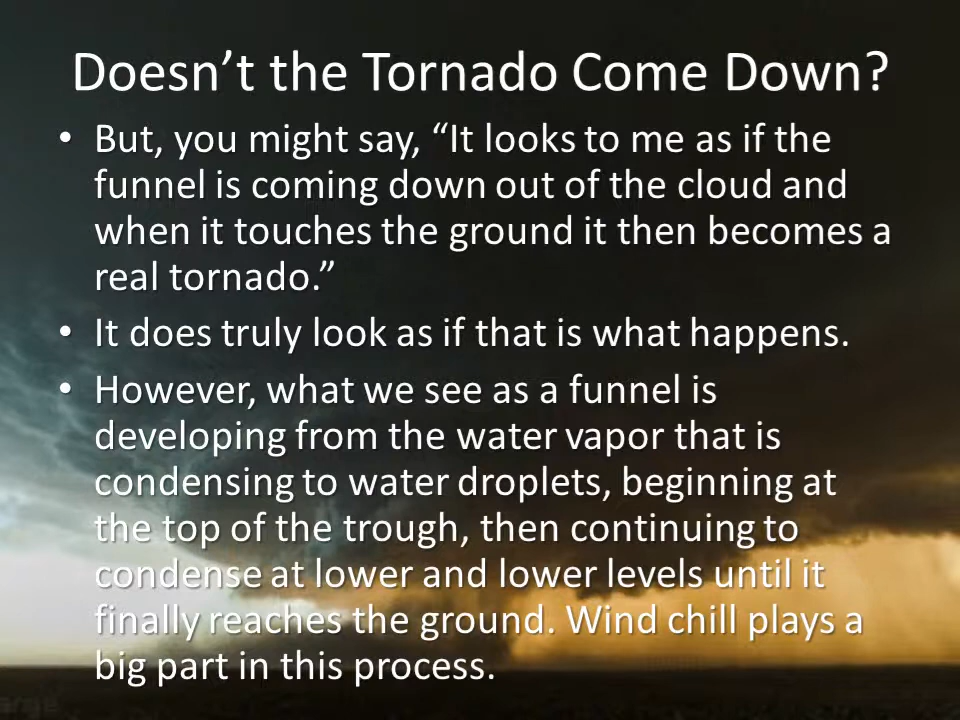 Doesn’t the Tornado Come Down?
• But, you might say, “It looks to me as if the
funnel is coming down out of the cloud and
when it touches the ground it then becomes a
real tornado.”
• It does truly look as if that is what happens.
• However, what we see as a funnel is
developing from the water vapor that is
condensing to water droplets, beginning at
the top of the trough, then continuing to
condense at lower and lower levels until it
finally reaches the ground. Wind chill plays a
big part in this process.